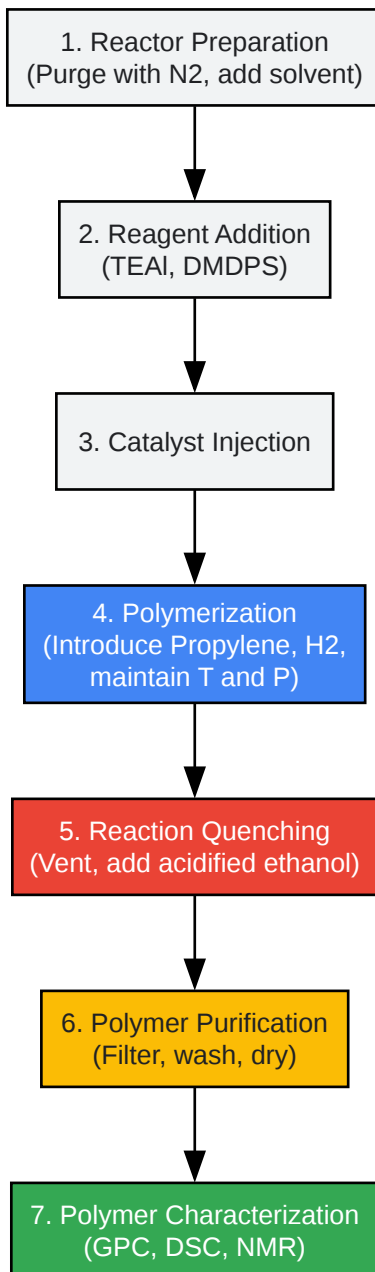 1. Reactor Preparation
(Purge with N2, add solvent)
2. Reagent Addition
(TEAl, DMDPS)
3. Catalyst Injection
4. Polymerization
(Introduce Propylene, H2,
maintain T and P)
5. Reaction Quenching
(Vent, add acidified ethanol)
6. Polymer Purification
(Filter, wash, dry)
7. Polymer Characterization
(GPC, DSC, NMR)